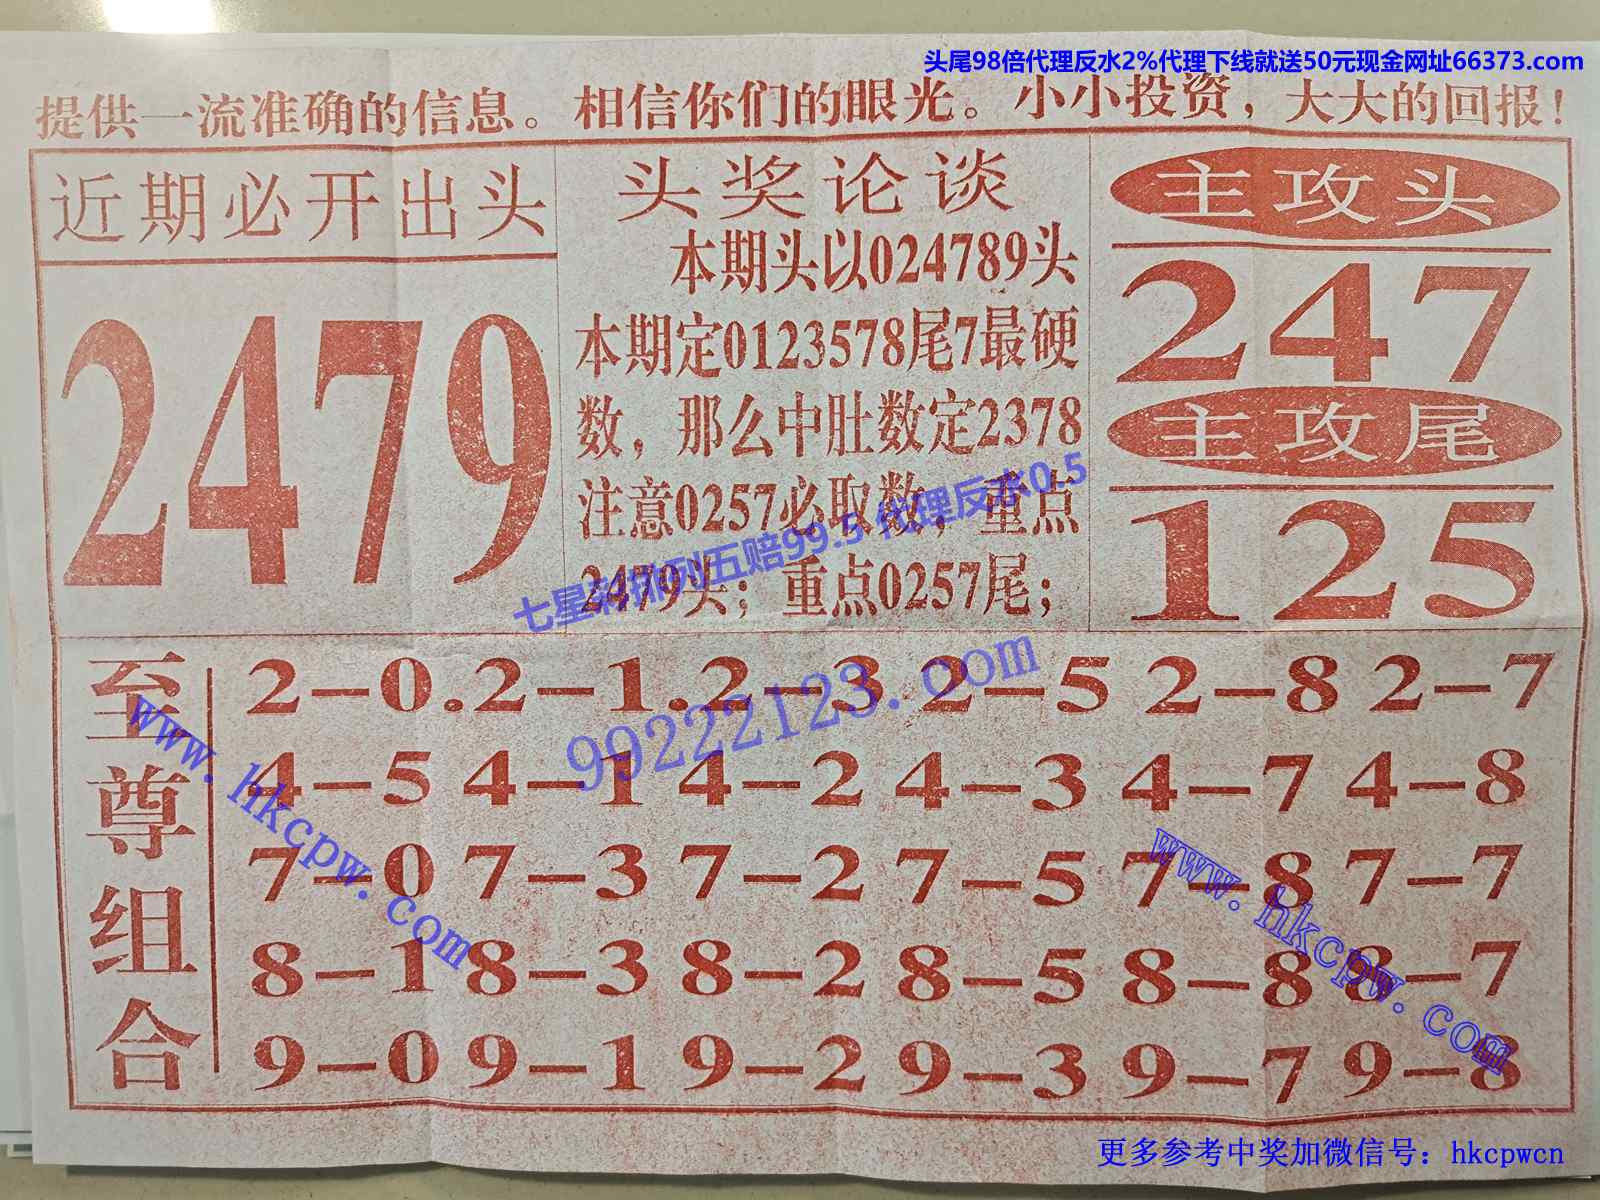 头尾98倍代理反水2%代理下线就送50元现金网址66373.com
提供一流准确的信息。相信你们的眼光。小小投资，大大的回报！
近期必开出头
2479
头奖论谈
本期头以024789头
本期定0123578尾7最硬
数，那么中肚数定2378
注意0257必取数，重点
2479头；重点0257尾；
主攻头
247
主攻尾
125
七星彩排列五赔99.5 代理反水0.5
99222123.com
至尊组合
2-0.2-1.2-3 2-5 2-8 2-7
4-5 4-1 4-2 4-3 4-7 4-8
7-0 7-3 7-2 7-5 7-8 7-7
8-1 8-3 8-2 8-5 8-8 8-7
9-0 9-1 9-2 9-3 9-7 9-8
www.hkcpw.com
www.hkcpw.com
更多参考中奖加微信号：hkcpwcn